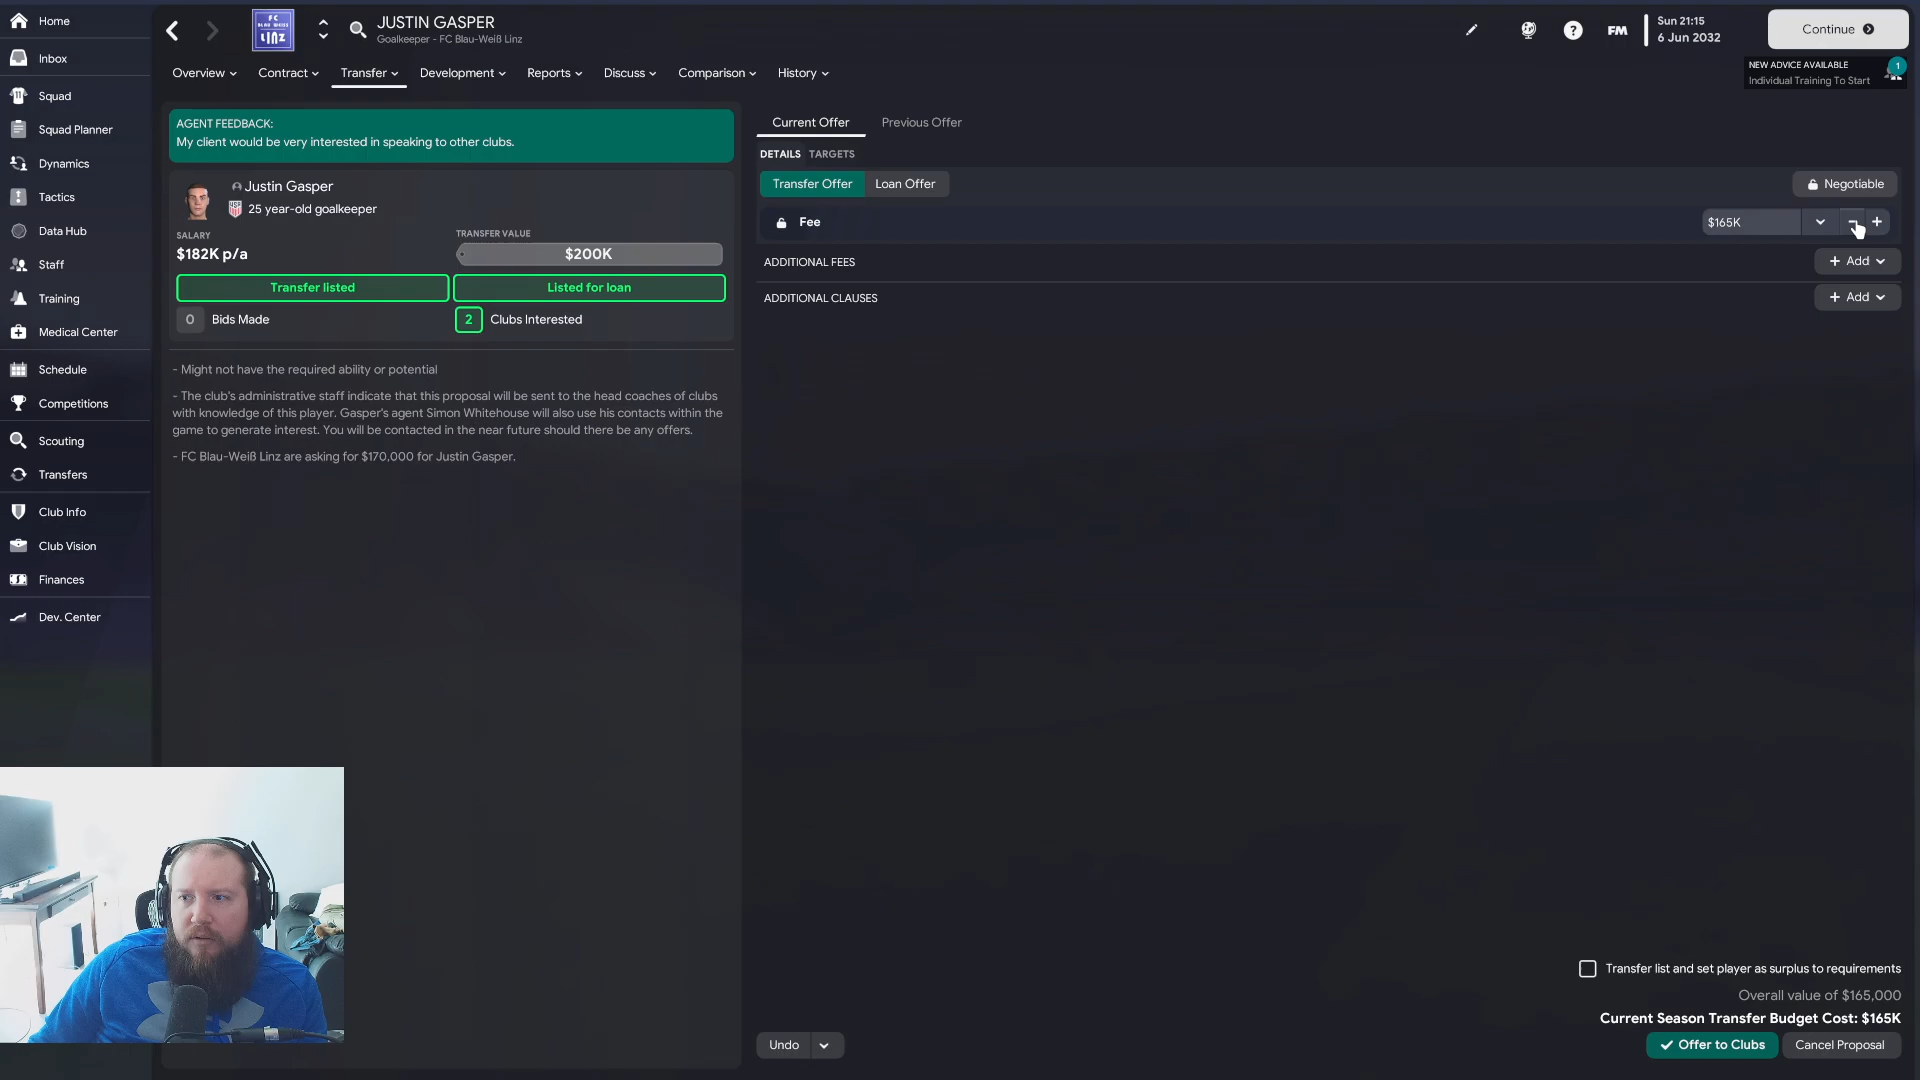 Home
Inbox
Squad
Squad Planner
Dynamics
Tactics
Data Hub
Staff
Training
Medical Center
Schedule
Competitions
Scouting
Transfers
Club Info
Club Vision
Finances
Dev. Center
FC
BLAU WEISS
LINZ
JUSTIN GASPER
Goalkeeper - FC Blau-Weiß Linz
FM
Sun 21:15
6 Jun 2032
Continue
NEW ADVICE AVAILABLE
Individual Training To Start
1
Overview
Contract
Transfer
Development
Reports
Discuss
Comparison
History
AGENT FEEDBACK:
My client would be very interested in speaking to other clubs.
Justin Gasper
25 year-old goalkeeper
SALARY
$182K p/a
TRANSFER VALUE
$200K
Transfer listed
Listed for loan
0 Bids Made
2 Clubs Interested
- Might not have the required ability or potential
- The club's administrative staff indicate that this proposal will be sent to the head coaches of clubs
with knowledge of this player. Gasper's agent Simon Whitehouse will also use his contacts within the
game to generate interest. You will be contacted in the near future should there be any offers.
- FC Blau-Weiß Linz are asking for $170,000 for Justin Gasper.
Current Offer
Previous Offer
DETAILS TARGETS
Transfer Offer
Loan Offer
Negotiable
Fee
$165K
ADDITIONAL FEES
+ Add
ADDITIONAL CLAUSES
+ Add
Transfer list and set player as surplus to requirements
Overall value of $165,000
Current Season Transfer Budget Cost: $165K
Undo
Offer to Clubs
Cancel Proposal